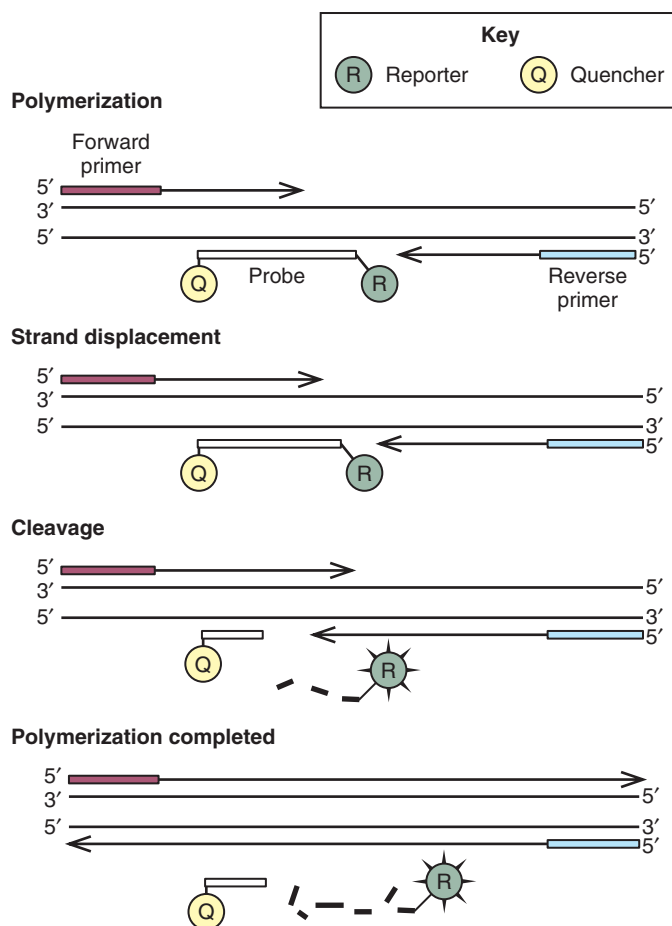 Key
R Reporter Q Quencher
Polymerization
Forward
primer
5′
3′ 5′
5′ 3′
5′
Q Probe R Reverse
primer
Strand displacement
5′
3′ 5′
5′ 3′
5′
Q R
Cleavage
5′
3′ 5′
5′ 3′
5′
Q R
Polymerization completed
5′
3′ 5′
5′ 3′
R
Q